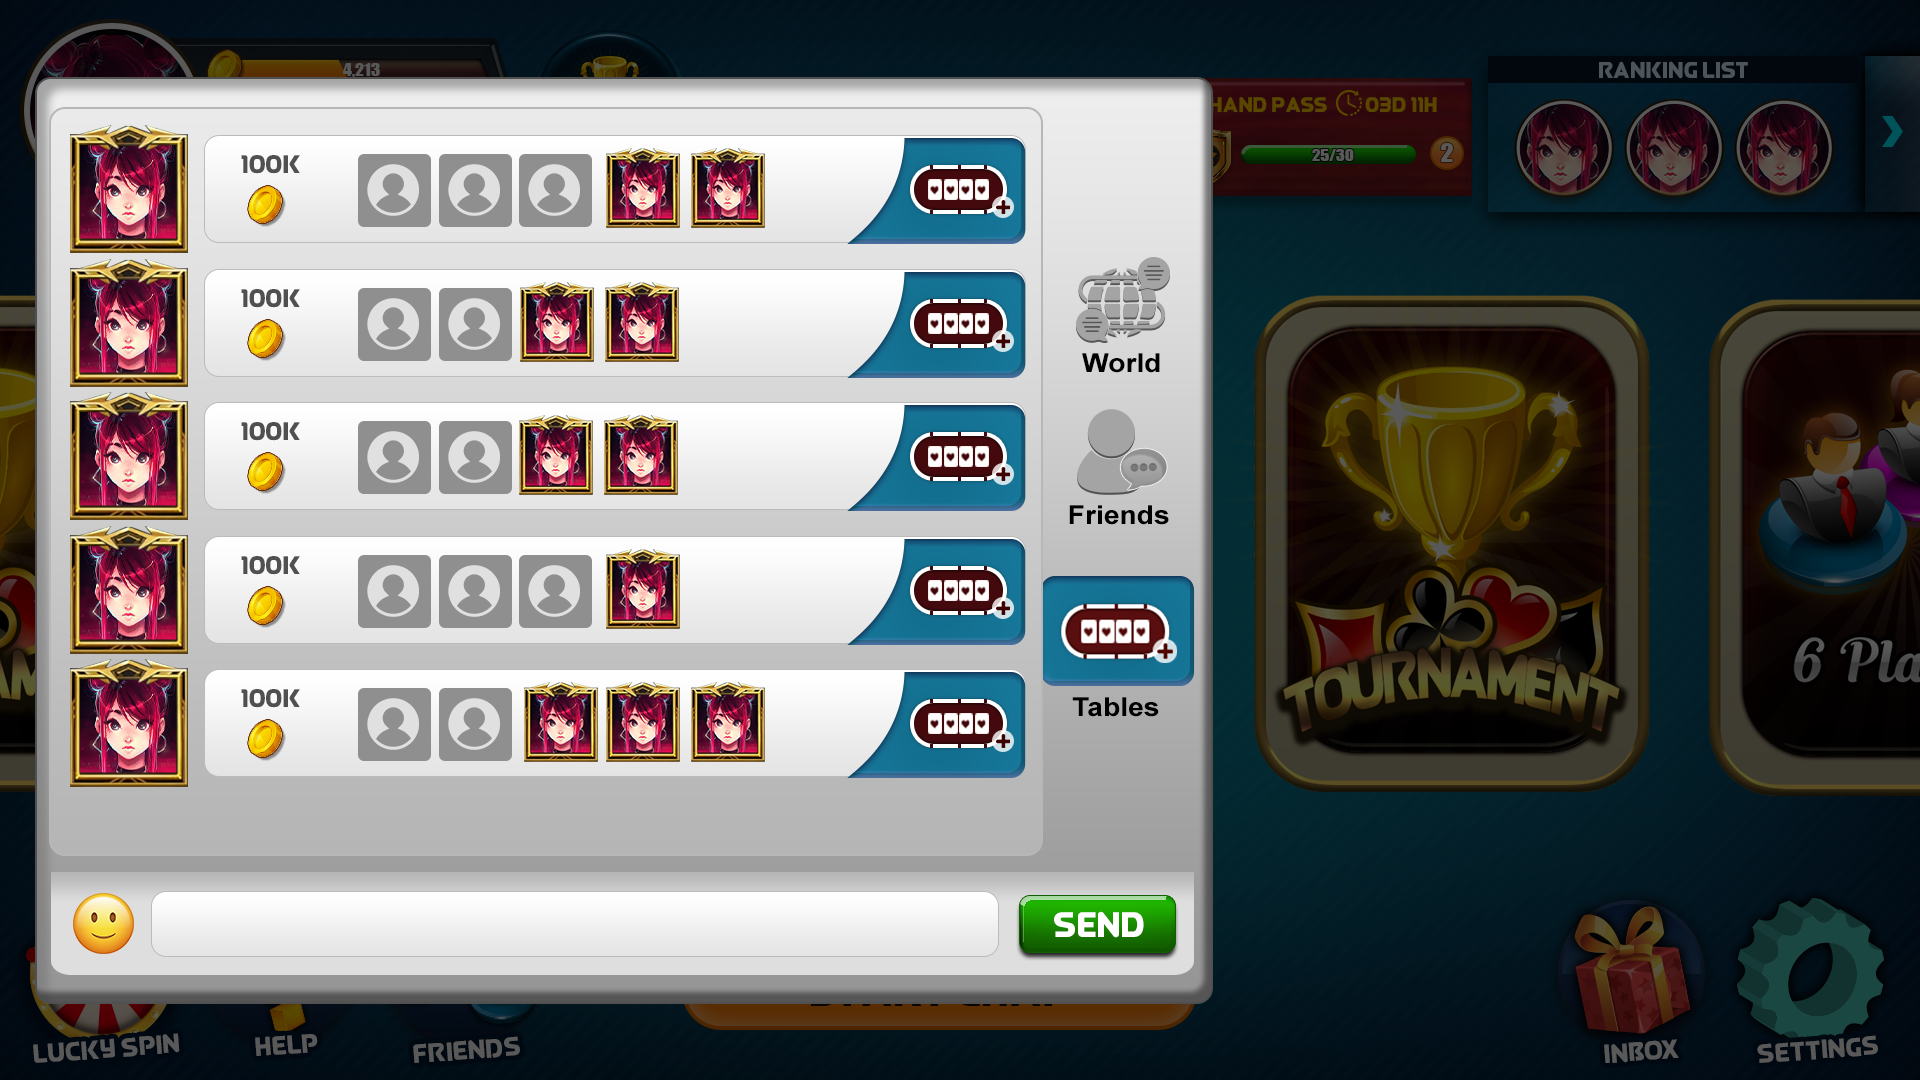 4,213
RANKING LIST
HAND PASS 03D 11H
25/30
2
100K
100K
100K
100K
100K
World
Friends
Tables
TOURNAMENT
6 Pla
SEND
LUCKY SPIN
HELP
FRIENDS
INBOX
SETTINGS